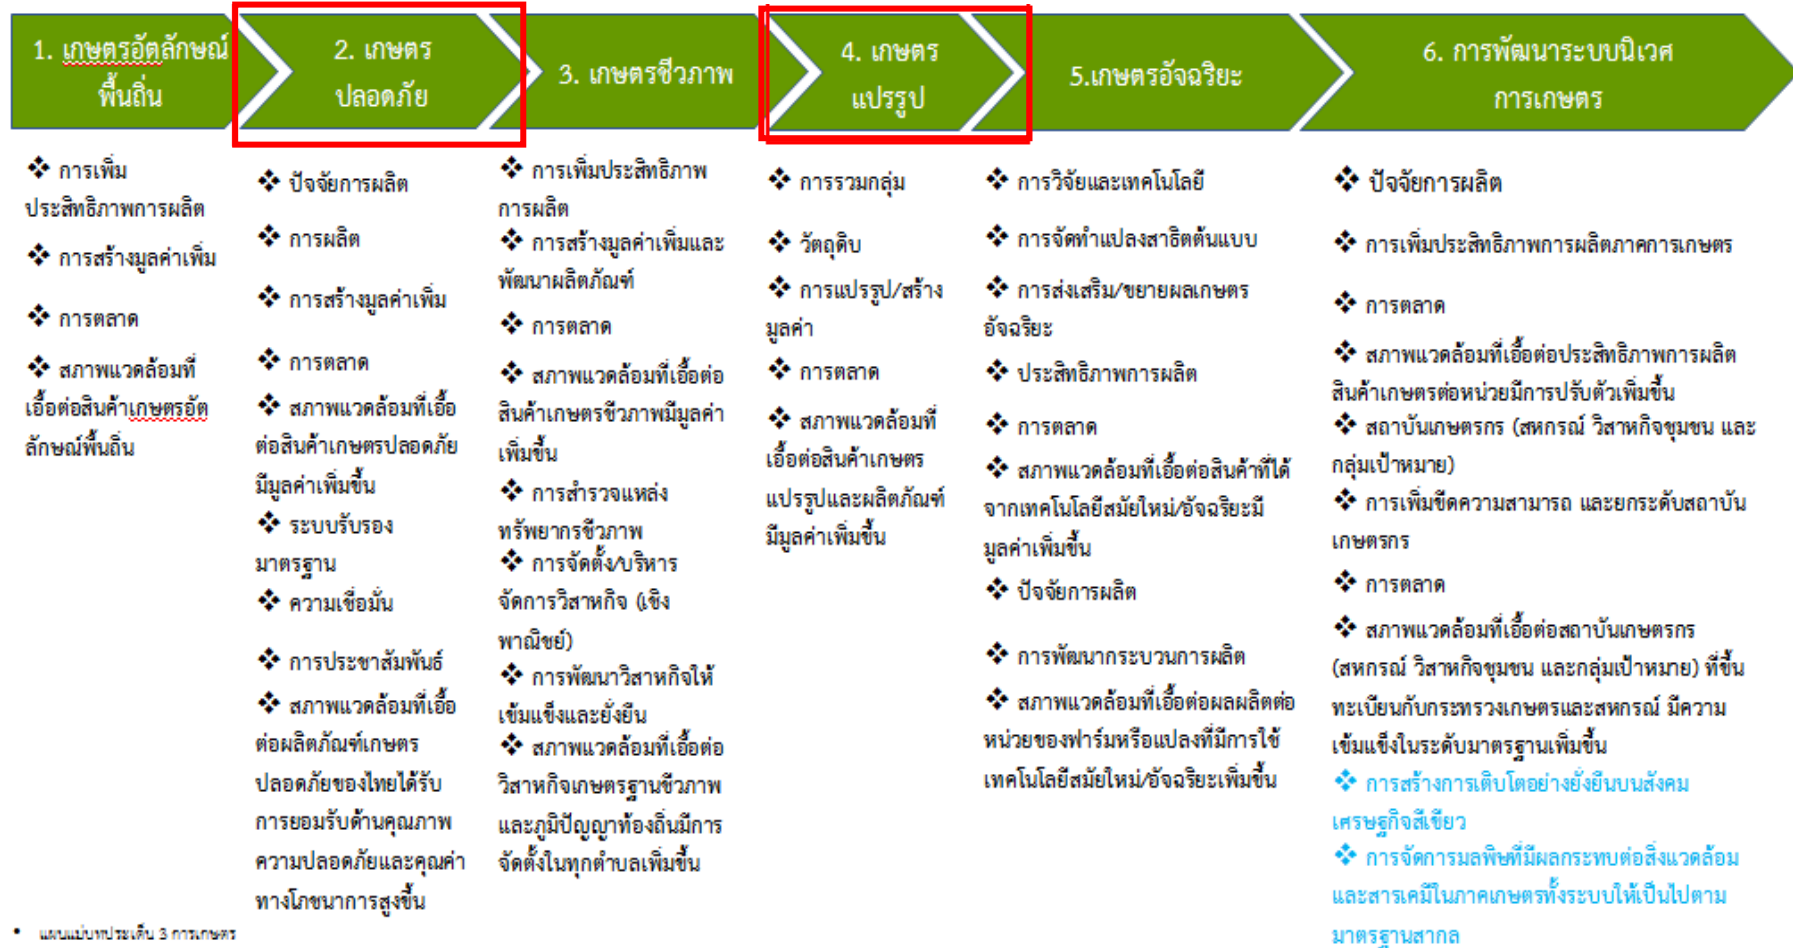 1. เกษตรอัตลักษณ์
พื้นถิ่น
2. เกษตร
ปลอดภัย
3. เกษตรชีวภาพ
4. เกษตร
แปรรูป
5.เกษตรอัจฉริยะ
6. การพัฒนาระบบนิเวศ
การเกษตร
❖ การเพิ่ม
ประสิทธิภาพการผลิต
❖ การสร้างมูลค่าเพิ่ม
❖ การตลาด
❖ สภาพแวดล้อมที่
เอื้อต่อสินค้าเกษตรอัต
ลักษณ์พื้นถิ่น
❖ ปัจจัยการผลิต
❖ การผลิต
❖ การสร้างมูลค่าเพิ่ม
❖ การตลาด
❖ สภาพแวดล้อมที่เอื้อ
ต่อสินค้าเกษตรปลอดภัย
มีมูลค่าเพิ่มขึ้น
❖ ระบบรับรอง
มาตรฐาน
❖ ความเชื่อมั่น
❖ การประชาสัมพันธ์
❖ สภาพแวดล้อมที่เอื้อ
ต่อผลิตภัณฑ์เกษตร
ปลอดภัยของไทยได้รับ
การยอมรับด้านคุณภาพ
ความปลอดภัยและคุณค่า
ทางโภชนาการสูงขึ้น
❖ การเพิ่มประสิทธิภาพ
การผลิต
❖ การสร้างมูลค่าเพิ่มและ
พัฒนาผลิตภัณฑ์
❖ การตลาด
❖ สภาพแวดล้อมที่เอื้อต่อ
สินค้าเกษตรชีวภาพมีมูลค่า
เพิ่มขึ้น
❖ การสำรวจแหล่ง
ทรัพยากรชีวภาพ
❖ การจัดตั้ง/บริหาร
จัดการวิสาหกิจ (เชิง
พาณิชย์)
❖ การพัฒนาวิสาหกิจให้
เข้มแข็งและยั่งยืน
❖ สภาพแวดล้อมที่เอื้อต่อ
วิสาหกิจเกษตรฐานชีวภาพ
และภูมิปัญญาท้องถิ่นมีการ
จัดตั้งในทุกตำบลเพิ่มขึ้น
❖ การรวมกลุ่ม
❖ วัตถุดิบ
❖ การแปรรูป/สร้าง
มูลค่า
❖ การตลาด
❖ สภาพแวดล้อมที่
เอื้อต่อสินค้าเกษตร
แปรรูปและผลิตภัณฑ์
มีมูลค่าเพิ่มขึ้น
❖ การวิจัยและเทคโนโลยี
❖ การจัดทำแปลงสาธิตต้นแบบ
❖ การส่งเสริม/ขยายผลเกษตร
อัจฉริยะ
❖ ประสิทธิภาพการผลิต
❖ การตลาด
❖ สภาพแวดล้อมที่เอื้อต่อสินค้าที่ได้
จากเทคโนโลยีสมัยใหม่/อัจฉริยะมี
มูลค่าเพิ่มขึ้น
❖ ปัจจัยการผลิต
❖ การพัฒนากระบวนการผลิต
❖ สภาพแวดล้อมที่เอื้อต่อผลผลิตต่อ
หน่วยของฟาร์มหรือแปลงที่มีการใช้
เทคโนโลยีสมัยใหม่/อัจฉริยะเพิ่มขึ้น
❖ ปัจจัยการผลิต
❖ การเพิ่มประสิทธิภาพการผลิตภาคการเกษตร
❖ การตลาด
❖ สภาพแวดล้อมที่เอื้อต่อประสิทธิภาพการผลิต
สินค้าเกษตรต่อหน่วยมีการปรับตัวเพิ่มขึ้น
❖ สถาบันเกษตรกร (สหกรณ์ วิสาหกิจชุมชน และ
กลุ่มเป้าหมาย)
❖ การเพิ่มขีดความสามารถ และยกระดับสถาบัน
เกษตรกร
❖ การตลาด
❖ สภาพแวดล้อมที่เอื้อต่อสถาบันเกษตรกร
(สหกรณ์ วิสาหกิจชุมชน และกลุ่มเป้าหมาย) ที่ขึ้น
ทะเบียนกับกระทรวงเกษตรและสหกรณ์ มีความ
เข้มแข็งในระดับมาตรฐานเพิ่มขึ้น
❖ การสร้างการเติบโตอย่างยั่งยืนบนสังคม
เศรษฐกิจสีเขียว
❖ การจัดการมลพิษที่มีผลกระทบต่อสิ่งแวดล้อม
และสารเคมีในภาคเกษตรทั้งระบบให้เป็นไปตาม
มาตรฐานสากล
• แผนแม่บทประเด็น 3 การเกษตร